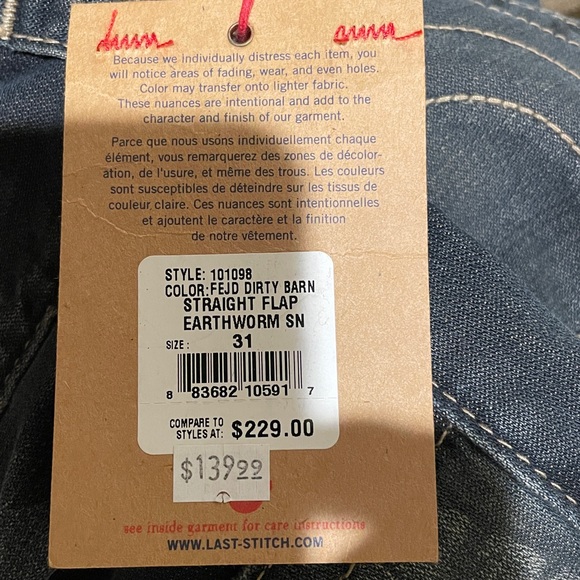 Because we individually distress each item, you
will notice areas of fading, wear, and even holes.
Color may transfer onto lighter fabric.
These nuances are intentional and add to the
character and finish of our garment.
Parce que nous usons individuellement chaque
élément, vous remarquerez des zones de décolor-
ation, de l'usure, et même des trous. Les couleurs
sont susceptibles de déteindre sur les tissus de
couleur claire. Ces nuances sont intentionnelles
et ajoutent le caractère et la finition
de notre vêtement.
STYLE: 101098
COLOR:FEJD DIRTY BARN
STRAIGHT FLAP
EARTHWORM SN
SIZE: 31
8 83682 10591 7
COMPARE TO
STYLES AT: $229.00
$139.99
see inside garment for care instructions
WWW.LAST-STITCH.COM